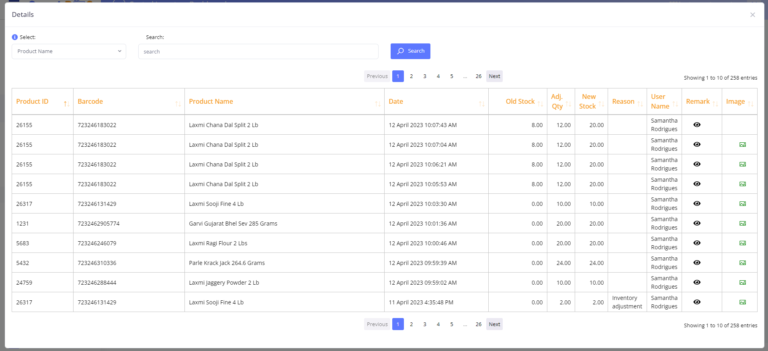 Details
Select:
Search:
Product Name
search
Search
Previous 1 2 3 4 5 ... 26 Next
Showing 1 to 10 of 258 entries
Product ID Barcode Product Name Date Old Stock Adj. Qty New Stock Reason User Name Remark Image
26155 723246183022 Laxmi Chana Dal Split 2 Lb 12 April 2023 10:07:43 AM 8.00 12.00 20.00 Samantha Rodrigues
26155 723246183022 Laxmi Chana Dal Split 2 Lb 12 April 2023 10:07:04 AM 8.00 12.00 20.00 Samantha Rodrigues
26155 723246183022 Laxmi Chana Dal Split 2 Lb 12 April 2023 10:06:21 AM 8.00 12.00 20.00 Samantha Rodrigues
26155 723246183022 Laxmi Chana Dal Split 2 Lb 12 April 2023 10:05:53 AM 8.00 12.00 20.00 Samantha Rodrigues
26317 723246131429 Laxmi Sooji Fine 4 Lb 12 April 2023 10:03:30 AM 0.00 10.00 10.00 Samantha Rodrigues
1231 7232462905774 Garvi Gujarat Bhel Sev 285 Grams 12 April 2023 10:01:36 AM 0.00 20.00 20.00 Samantha Rodrigues
5683 723246246079 Laxmi Ragi Flour 2 Lbs 12 April 2023 10:00:46 AM 0.00 20.00 20.00 Samantha Rodrigues
5432 723246310336 Parle Krack Jack 264.6 Grams 12 April 2023 09:59:39 AM 0.00 24.00 24.00 Samantha Rodrigues
24759 723246288444 Laxmi Jaggery Powder 2 Lb 12 April 2023 09:59:02 AM 0.00 10.00 10.00 Samantha Rodrigues
26317 723246131429 Laxmi Sooji Fine 4 Lb 11 April 2023 4:35:48 PM 0.00 2.00 2.00 Inventory adjustment Samantha Rodrigues
Previous 1 2 3 4 5 ... 26 Next
Showing 1 to 10 of 258 entries